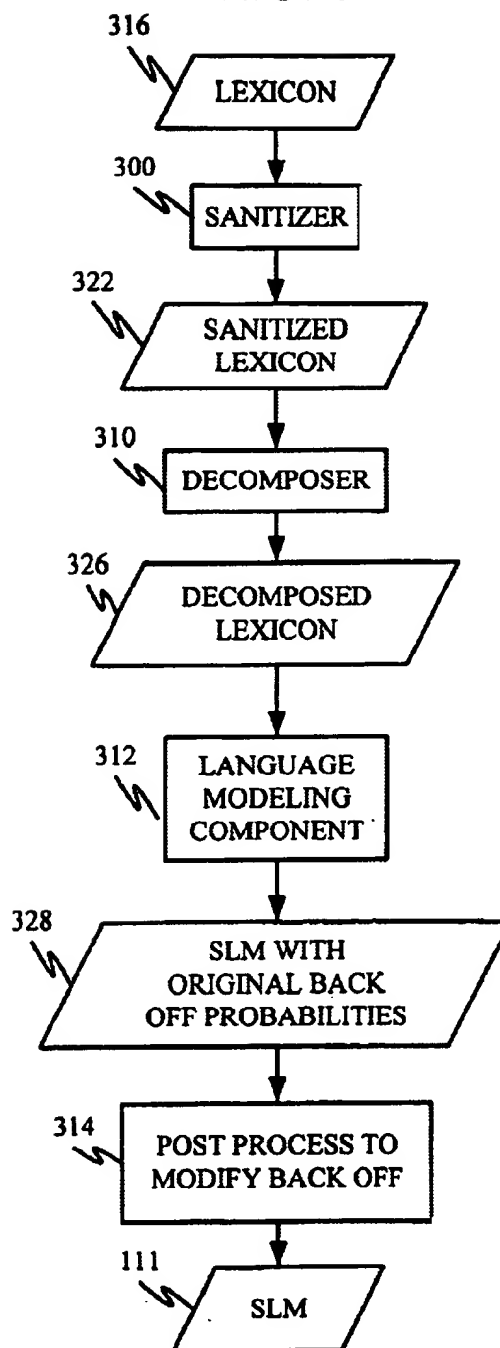 316
LEXICON
300
SANITIZER
322
SANITIZED
LEXICON
310
DECOMPOSER
326
DECOMPOSED
LEXICON
312
LANGUAGE
MODELING
COMPONENT
328
SLM WITH
ORIGINAL BACK
OFF PROBABILITIES
314
POST PROCESS TO
MODIFY BACK OFF
111
SLM